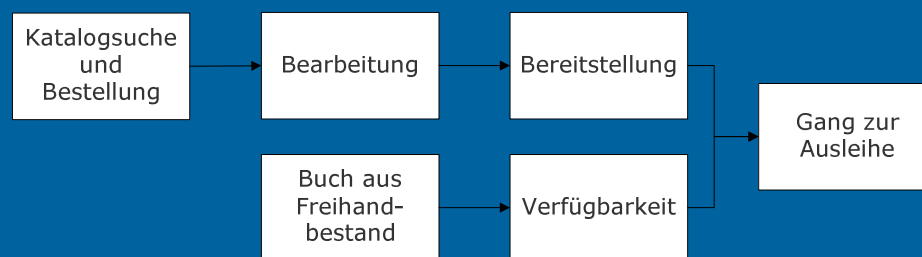 Katalogsuche
und
Bestellung
Bearbeitung
Bereitstellung
Gang zur
Ausleihe
Buch aus
Freihand-
bestand
Verfügbarkeit